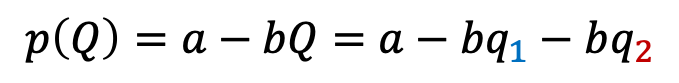 p(Q) = a − bQ = a − bq₁ − bq₂